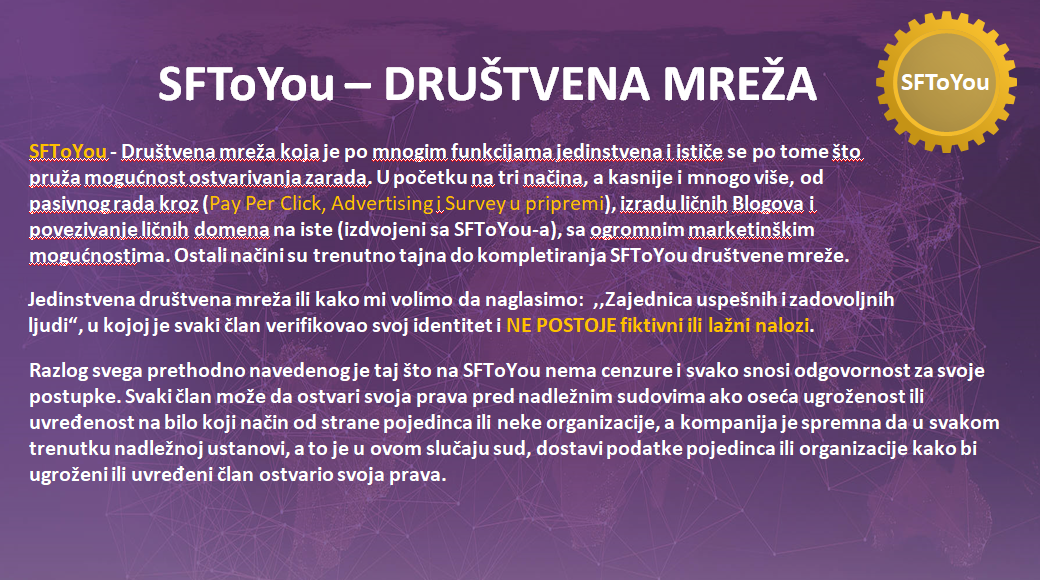 SFToYou – DRUŠTVENA MREŽA
SFToYou
SFToYou - Društvena mreža koja je po mnogim funkcijama jedinstvena i ističe se po tome što
pruža mogućnost ostvarivanja zarada. U početku na tri načina, a kasnije i mnogo više, od
pasivnog rada kroz (Pay Per Click, Advertising i Survey u pripremi), izradu ličnih Blogova i
povezivanje ličnih domena na iste (izdvojeni sa SFToYou-a), sa ogromnim marketinškim
mogućnostima. Ostali načini su trenutno tajna do kompletiranja SFToYou društvene mreže.
Jedinstvena društvena mreža ili kako mi volimo da naglasimo: ,,Zajednica uspešnih i zadovoljnih
ljudi“, u kojoj je svaki član verifikovao svoj identitet i NE POSTOJE fiktivni ili lažni nalozi.
Razlog svega prethodno navedenog je taj što na SFToYou nema cenzure i svako snosi odgovornost za svoje
postupke. Svaki član može da ostvari svoja prava pred nadležnim sudovima ako oseća ugroženost ili
uvređenost na bilo koji način od strane pojedinca ili neke organizacije, a kompanija je spremna da u svakom
trenutku nadležnoj ustanovi, a to je u ovom slučaju sud, dostavi podatke pojedinca ili organizacije kako bi
ugroženi ili uvređeni član ostvario svoja prava.